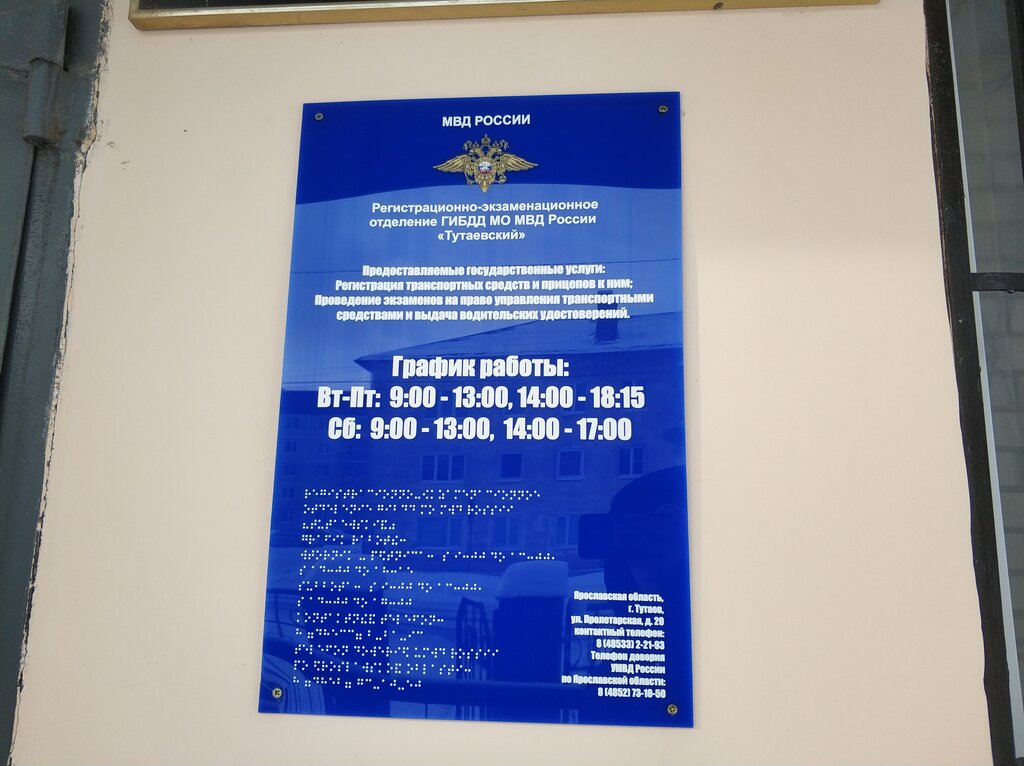 МВД РОССИИ
Регистрационно-экзаменационное
отделение ГИБДД МО МВД России
«Тутаевский»
Предоставляемые государственные услуги:
Регистрация транспортных средств и прицепов к ним;
Проведение экзаменов на право управления транспортными
средствами и выдача водительских удостоверений.
График работы:
Вт-Пт: 9:00 - 13:00, 14:00 - 18:15
Сб: 9:00 - 13:00, 14:00 - 17:00
Ярославская область,
г. Тутаев,
ул. Пролетарская, д. 20
контактный телефон:
8 (48533) 2-21-93
Телефон доверия
УМВД России
по Ярославской области:
8 (4852) 73-10-50